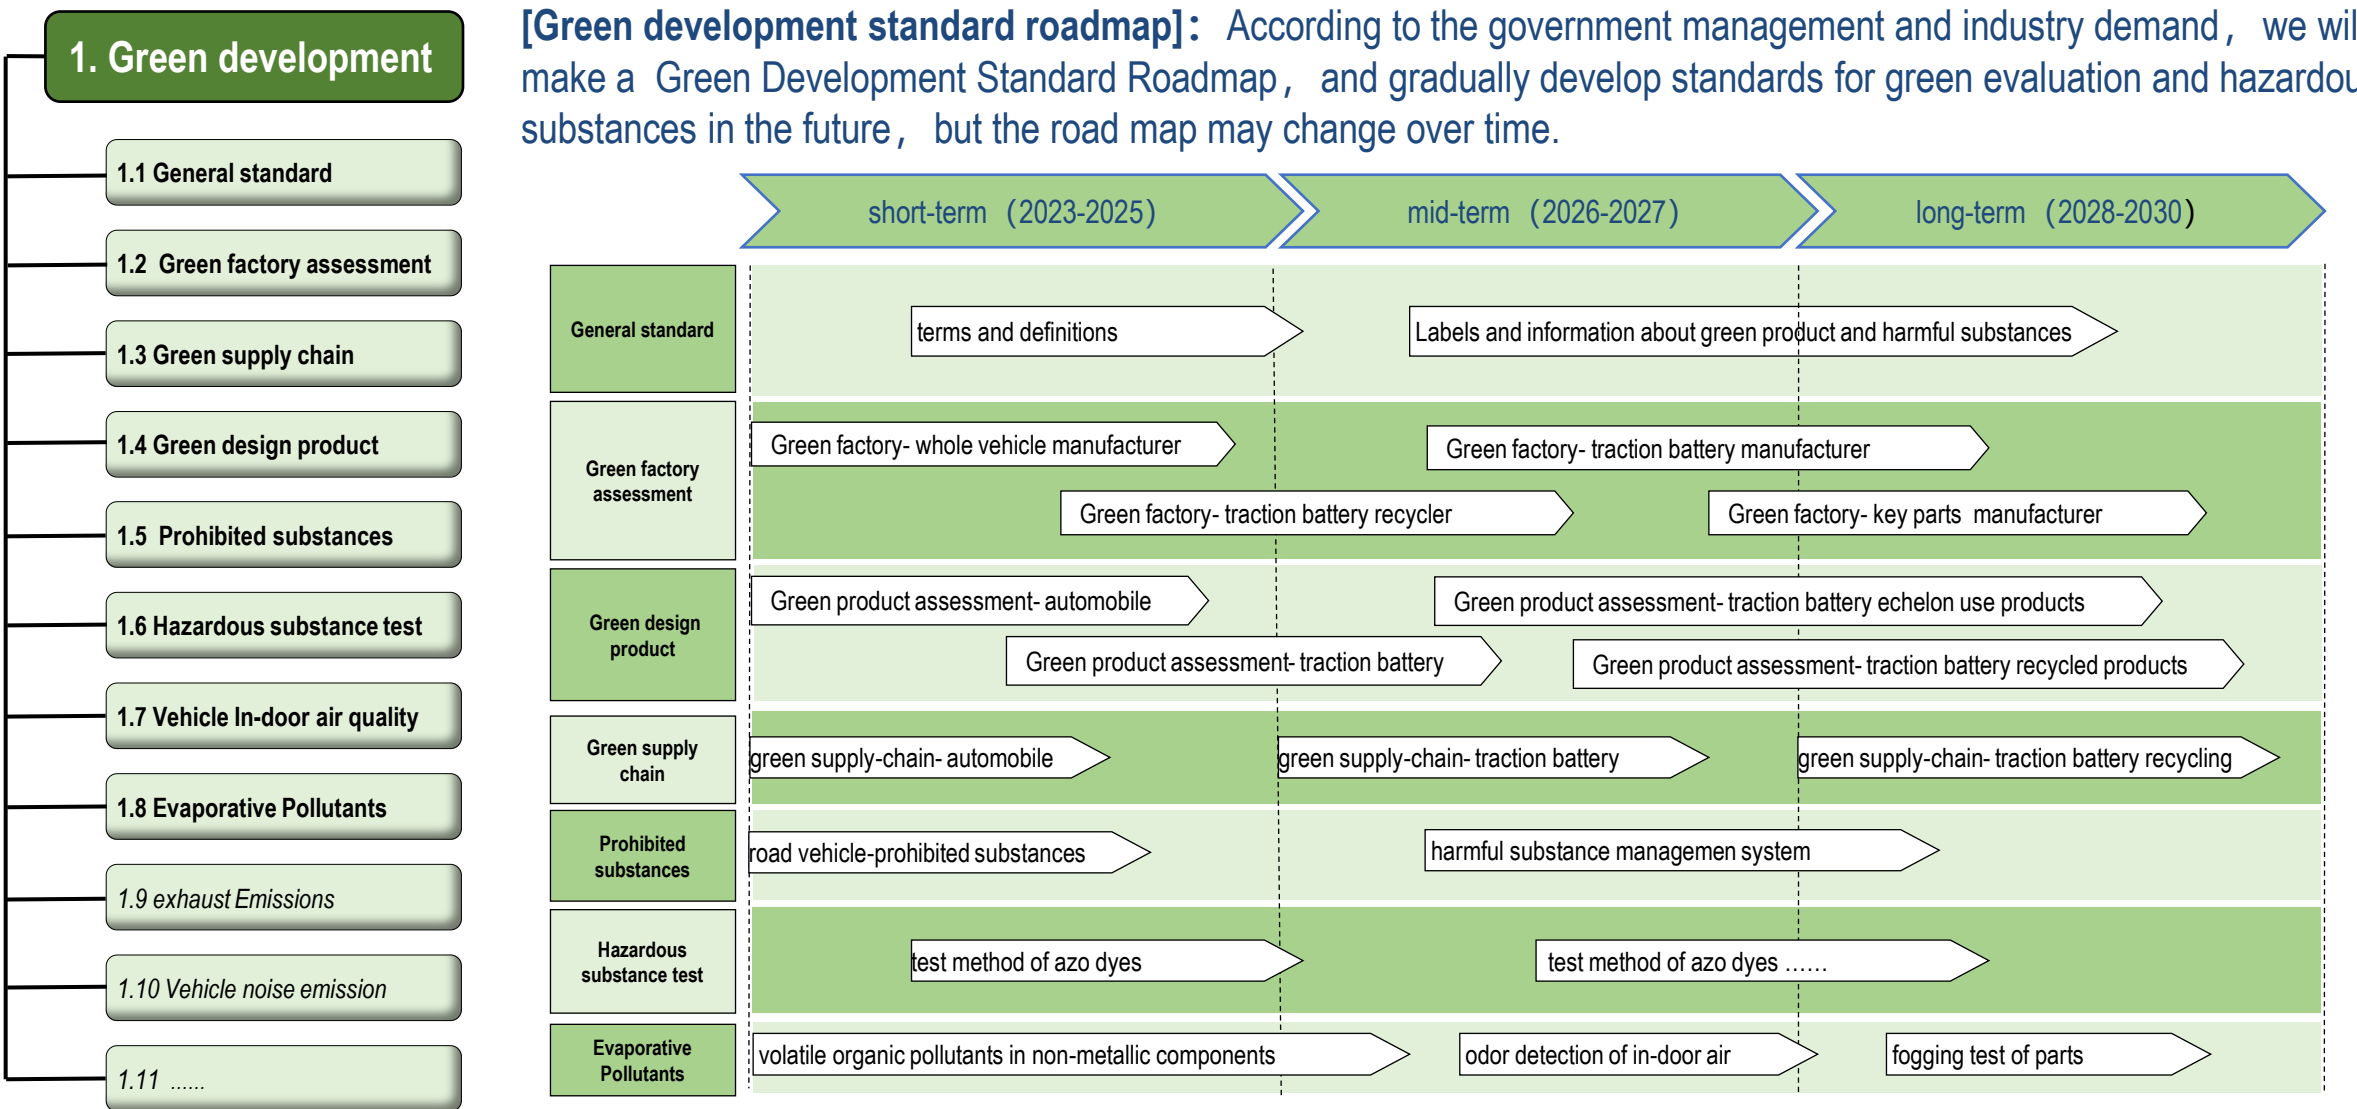 1. Green development
1.1 General standard
1.2 Green factory assessment
1.3 Green supply chain
1.4 Green design product
1.5 Prohibited substances
1.6 Hazardous substance test
1.7 Vehicle In-door air quality
1.8 Evaporative Pollutants
1.9 exhaust Emissions
1.10 Vehicle noise emission
1.11 ......
[Green development standard roadmap]： According to the government management and industry demand， we wil
make a Green Development Standard Roadmap， and gradually develop standards for green evaluation and hazardou
substances in the future， but the road map may change over time.
short-term （2023-2025）
mid-term （2026-2027）
long-term （2028-2030）
General standard
terms and definitions
Labels and information about green product and harmful substances
Green factory
assessment
Green factory- whole vehicle manufacturer
Green factory- traction battery manufacturer
Green factory- traction battery recycler
Green factory- key parts manufacturer
Green design
product
Green product assessment- automobile
Green product assessment- traction battery echelon use products
Green product assessment- traction battery
Green product assessment- traction battery recycled products
Green supply
chain
green supply-chain- automobile
green supply-chain- traction battery
green supply-chain- traction battery recycling
Prohibited
substances
road vehicle-prohibited substances
harmful substance managemen system
Hazardous
substance test
test method of azo dyes
test method of azo dyes ……
Evaporative
Pollutants
volatile organic pollutants in non-metallic components
odor detection of in-door air
fogging test of parts